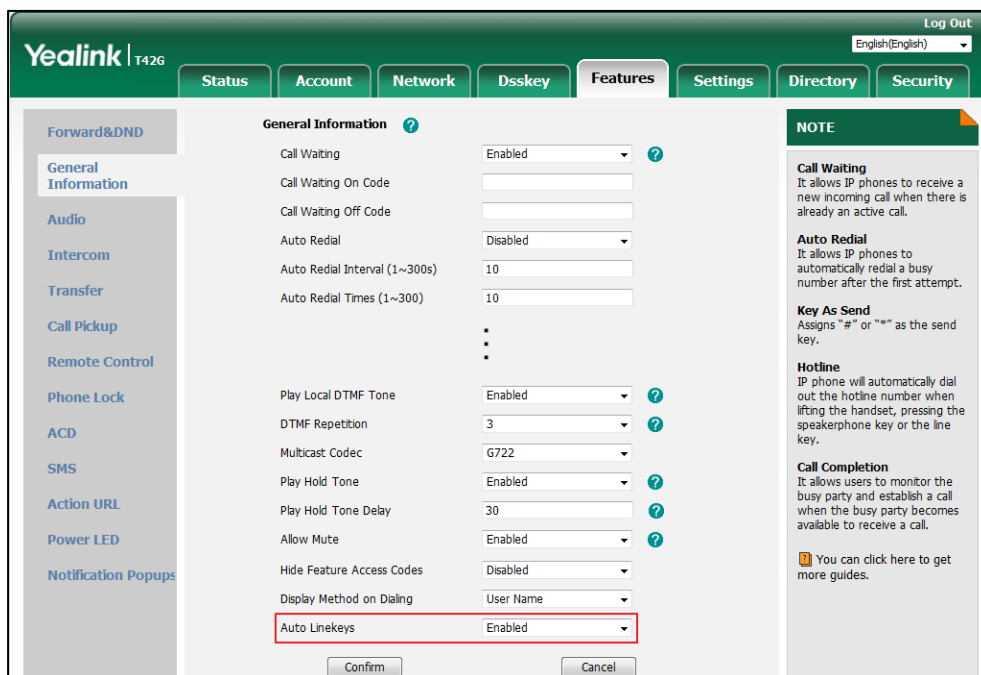 Log Out
Yealink T42G
English(English)
Status Account Network Dsskey Features Settings Directory Security
Forward&DND
General
Information
Audio
Intercom
Transfer
Call Pickup
Remote Control
Phone Lock
ACD
SMS
Action URL
Power LED
Notification Popups
General Information ?
Call Waiting Enabled ?
Call Waiting On Code
Call Waiting Off Code
Auto Redial Disabled
Auto Redial Interval (1~300s) 10
Auto Redial Times (1~300) 10
Play Local DTMF Tone Enabled ?
DTMF Repetition 3 ?
Multicast Codec G722
Play Hold Tone Enabled ?
Play Hold Tone Delay 30 ?
Allow Mute Enabled ?
Hide Feature Access Codes Disabled
Display Method on Dialing User Name
Auto Linekeys Enabled
Confirm Cancel
NOTE
Call Waiting
It allows IP phones to receive a
new incoming call when there is
already an active call.
Auto Redial
It allows IP phones to
automatically redial a busy
number after the first attempt.
Key As Send
Assigns "#" or "*" as the send
key.
Hotline
IP phone will automatically dial
out the hotline number when
lifting the handset, pressing the
speakerphone key or the line
key.
Call Completion
It allows users to monitor the
busy party and establish a call
when the busy party becomes
available to receive a call.
? You can click here to get
more guides.